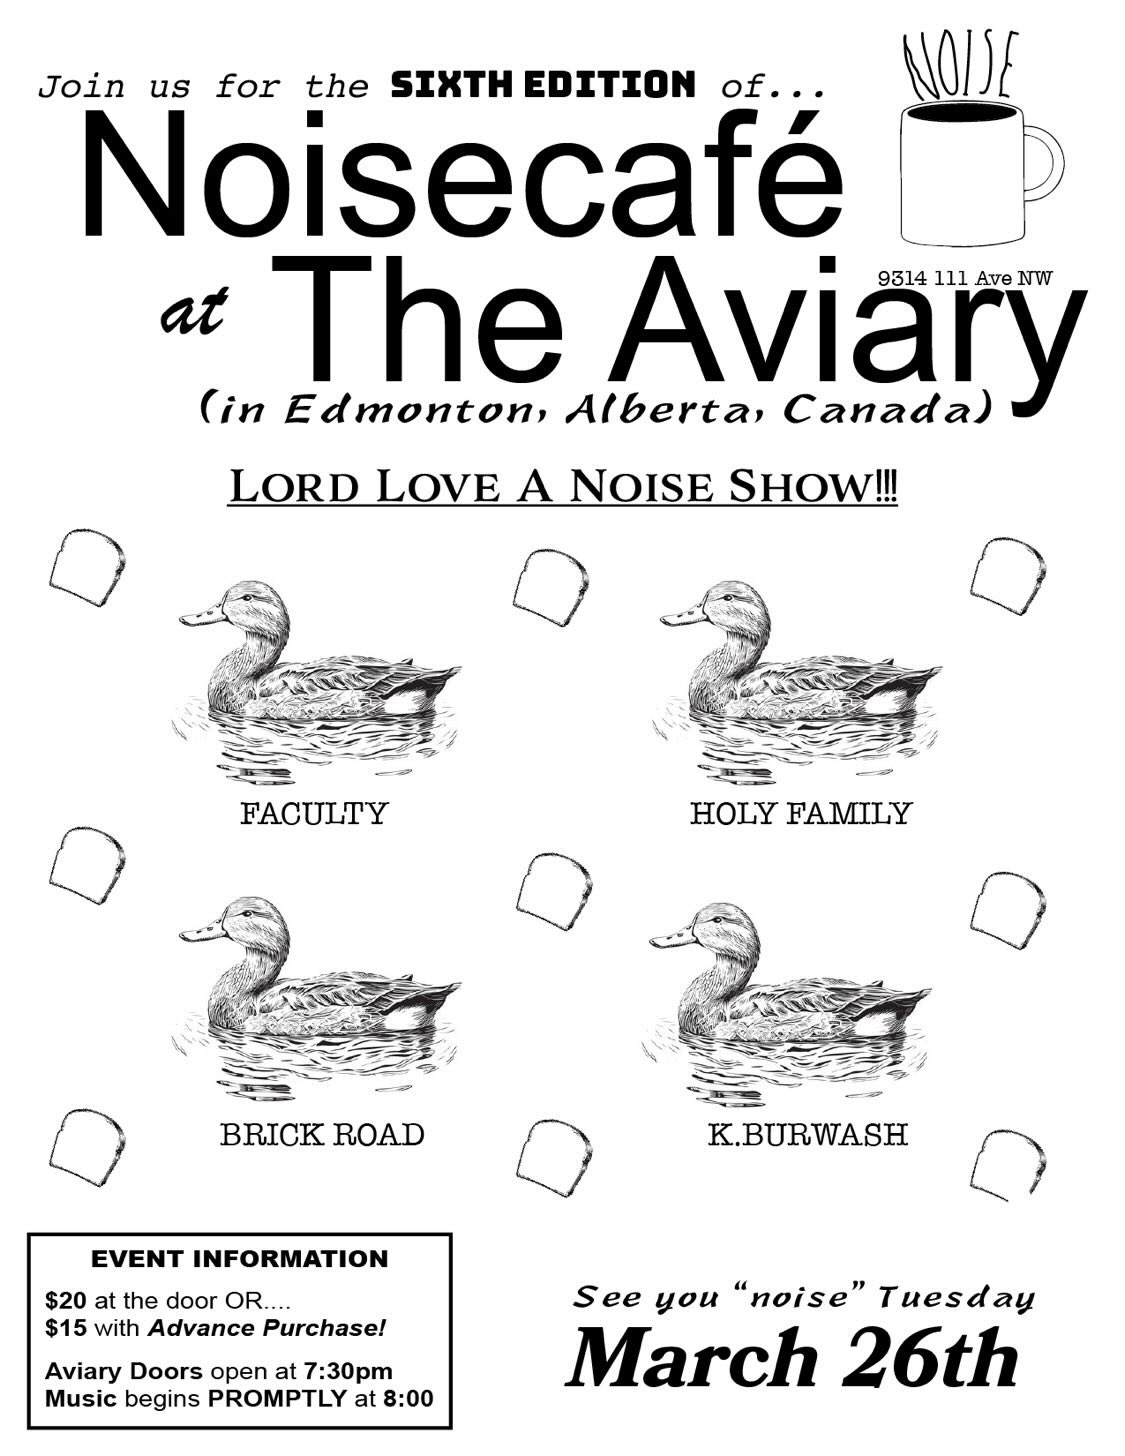 NOISE
Join us for the SIXTH EDITION of...
Noisecafé
9314 111 Ave NW
at The Aviary
(in Edmonton, Alberta, Canada)
LORD LOVE A NOISE SHOW!!!
FACULTY
HOLY FAMILY
BRICK ROAD
K.BURWASH
EVENT INFORMATION
$20 at the door OR....
$15 with Advance Purchase!
Aviary Doors open at 7:30pm
Music begins PROMPTLY at 8:00
See you “noise” Tuesday
March 26th